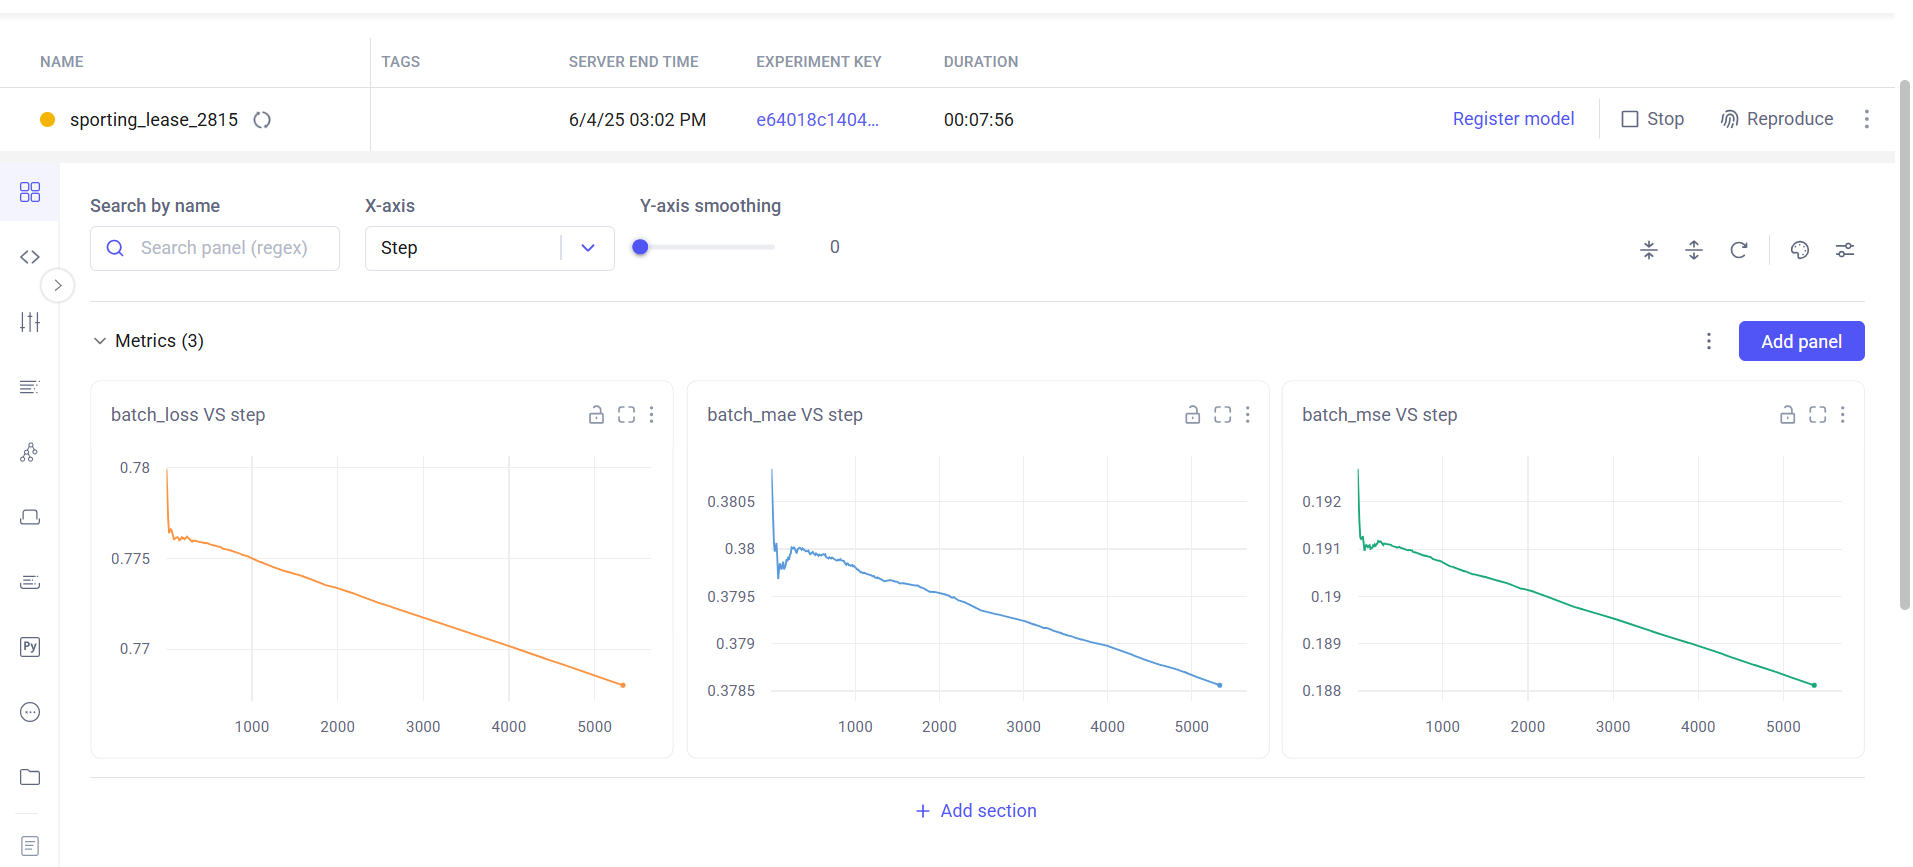 NAME TAGS SERVER END TIME EXPERIMENT KEY DURATION
sporting_lease_2815 6/4/25 03:02 PM e64018c1404... 00:07:56 Register model Stop Reproduce
Search by name X-axis Y-axis smoothing
Search panel (regex) Step 0
Metrics (3) Add panel
batch_loss VS step
0.78
0.775
0.77
1000 2000 3000 4000 5000
batch_mae VS step
0.3805
0.38
0.3795
0.379
0.3785
1000 2000 3000 4000 5000
batch_mse VS step
0.192
0.191
0.19
0.189
0.188
1000 2000 3000 4000 5000
Py
+ Add section